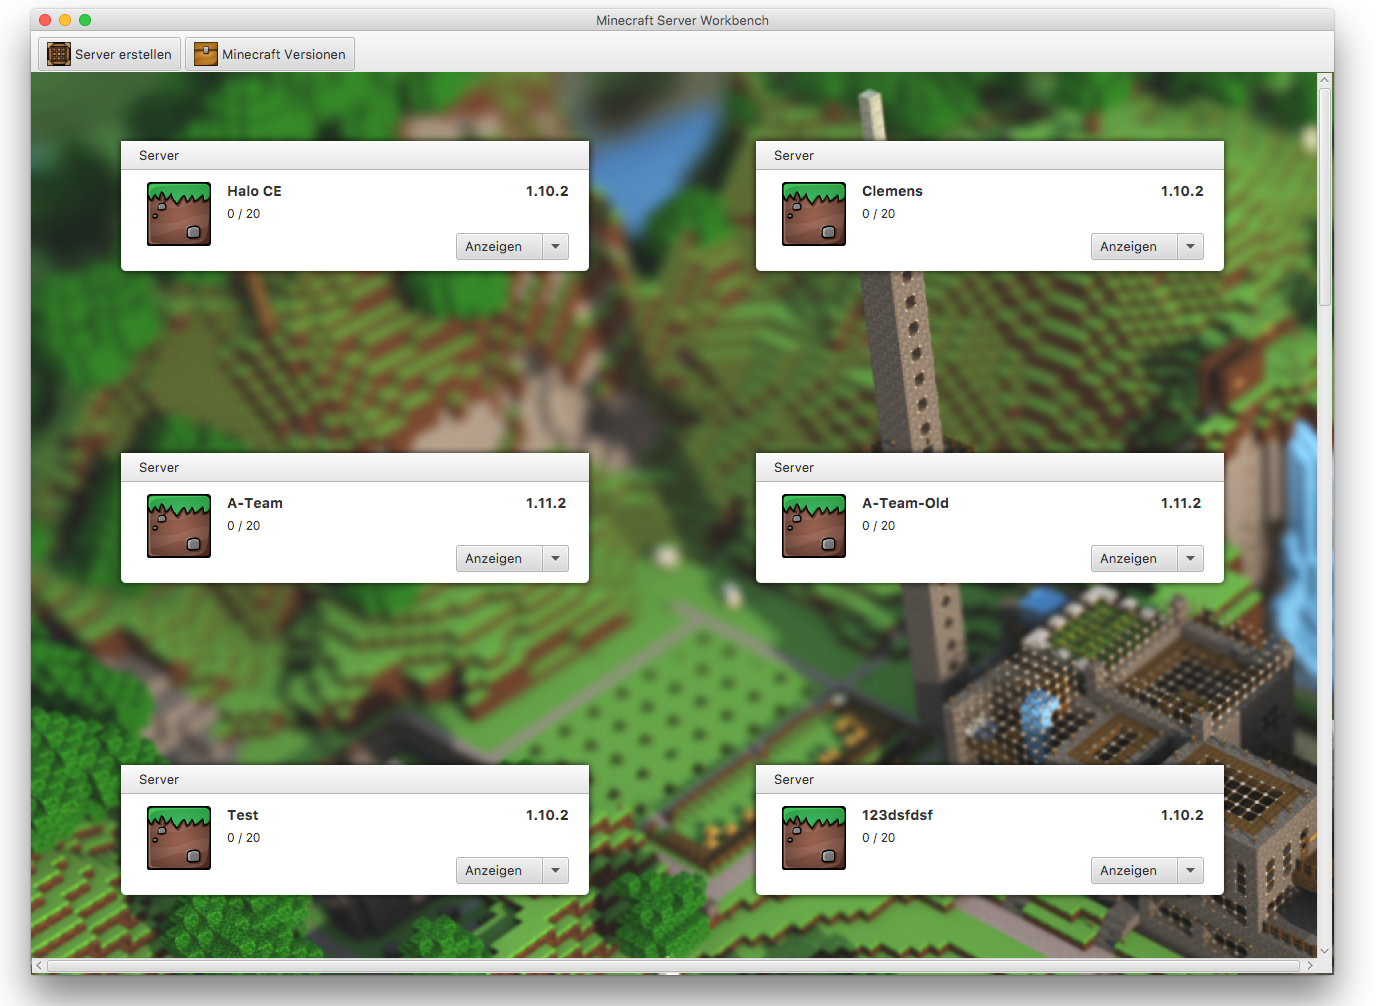 Minecraft Server Workbench
Server erstellen
Minecraft Versionen
Server
Halo CE
1.10.2
0 / 20
Anzeigen
Server
Clemens
1.10.2
0 / 20
Anzeigen
Server
A-Team
1.11.2
0 / 20
Anzeigen
Server
A-Team-Old
1.11.2
0 / 20
Anzeigen
Server
Test
1.10.2
0 / 20
Anzeigen
Server
123dsfdsf
1.10.2
0 / 20
Anzeigen